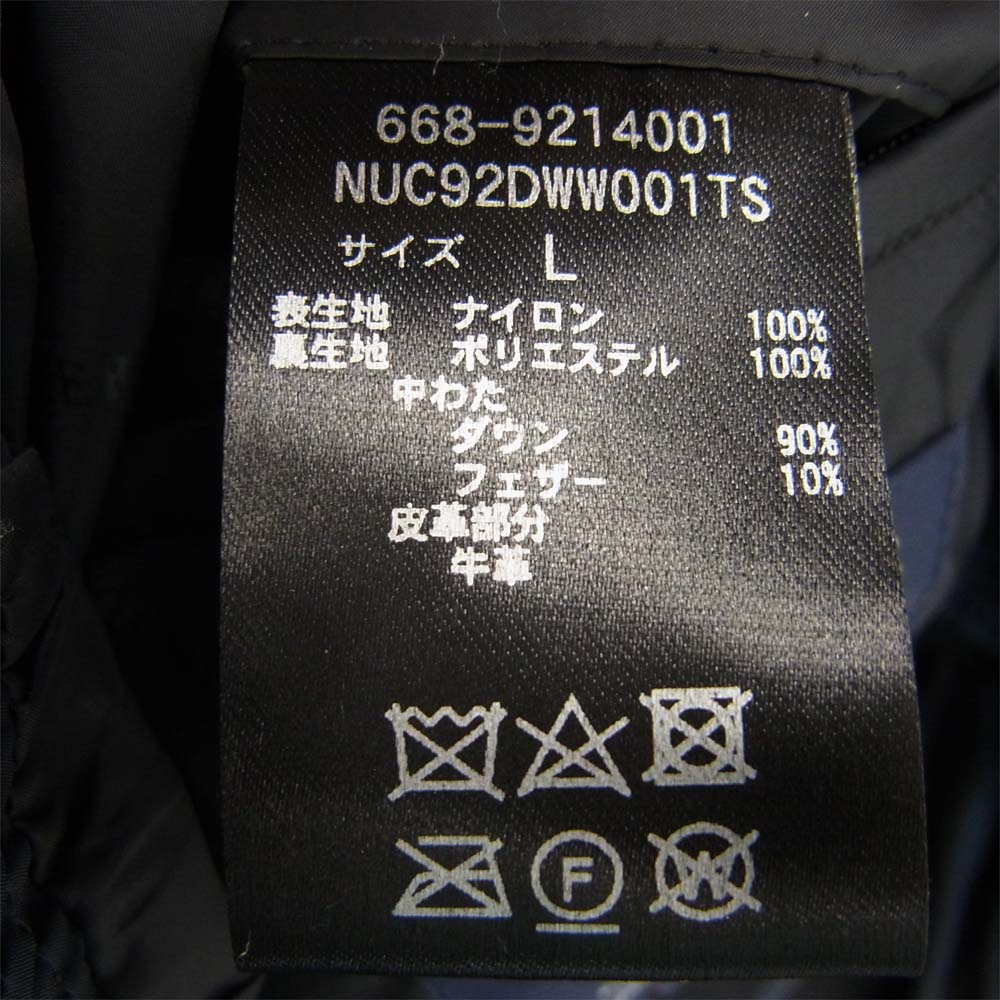 668-9214001
NUC92DWW001TS
サイズ L
表生地 ナイロン 100%
裏生地 ポリエステル 100%
中わた
ダウン 90%
フェザー 10%
皮革部分
牛革
F
W